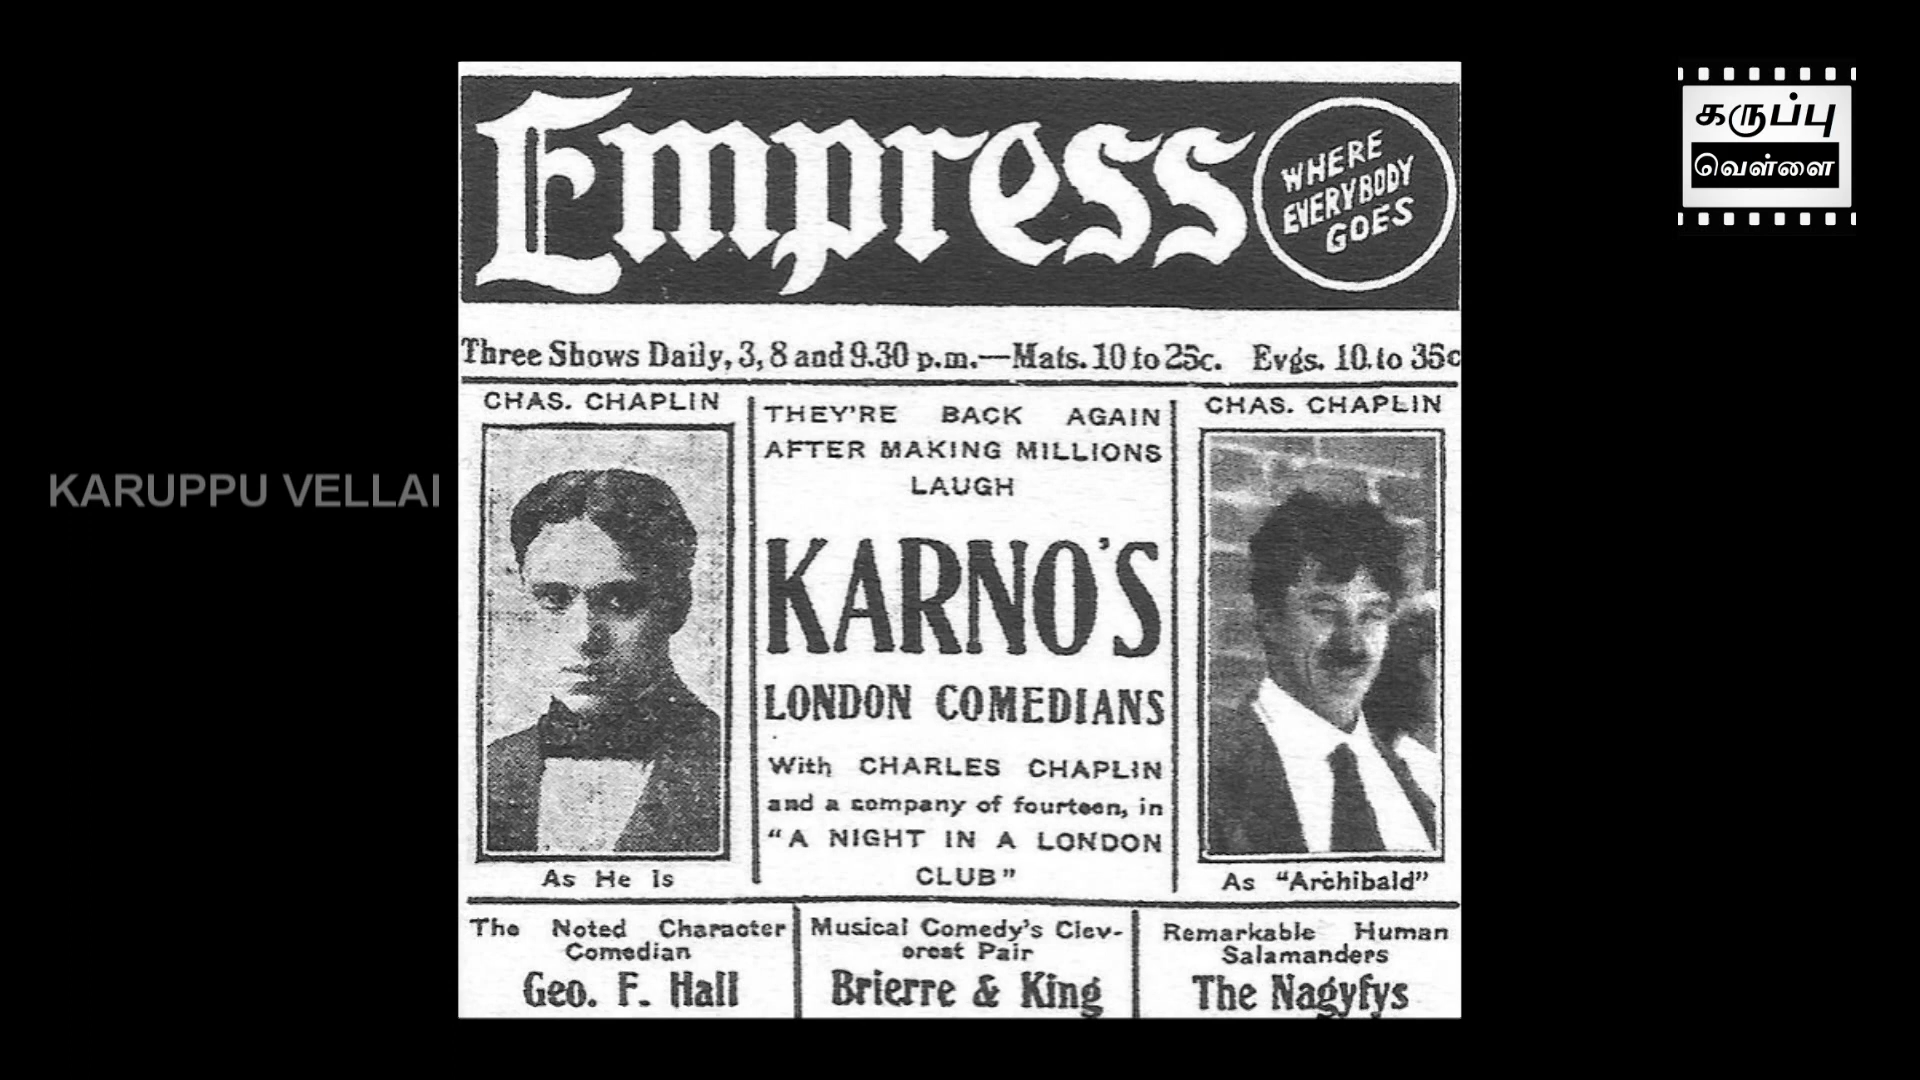 Empress
WHERE
EVERYBODY
GOES
Three Shows Daily, 3, 8 and 9.30 p.m.—Mats. 10 to 25c. Evgs. 10 to 35c
CHAS. CHAPLIN
As He Is
THEY'RE BACK AGAIN
AFTER MAKING MILLIONS
LAUGH
KARNO'S
LONDON COMEDIANS
With CHARLES CHAPLIN
and a company of fourteen, in
"A NIGHT IN A LONDON
CLUB"
CHAS. CHAPLIN
As "Archibald"
The Noted Character
Comedian
Geo. F. Hall
Musical Comedy's Clev-
erest Pair
Brierre & King
Remarkable Human
Salamanders
The Nagyfys
KARUPPU VELLAI
கருப்பு
வெள்ளை